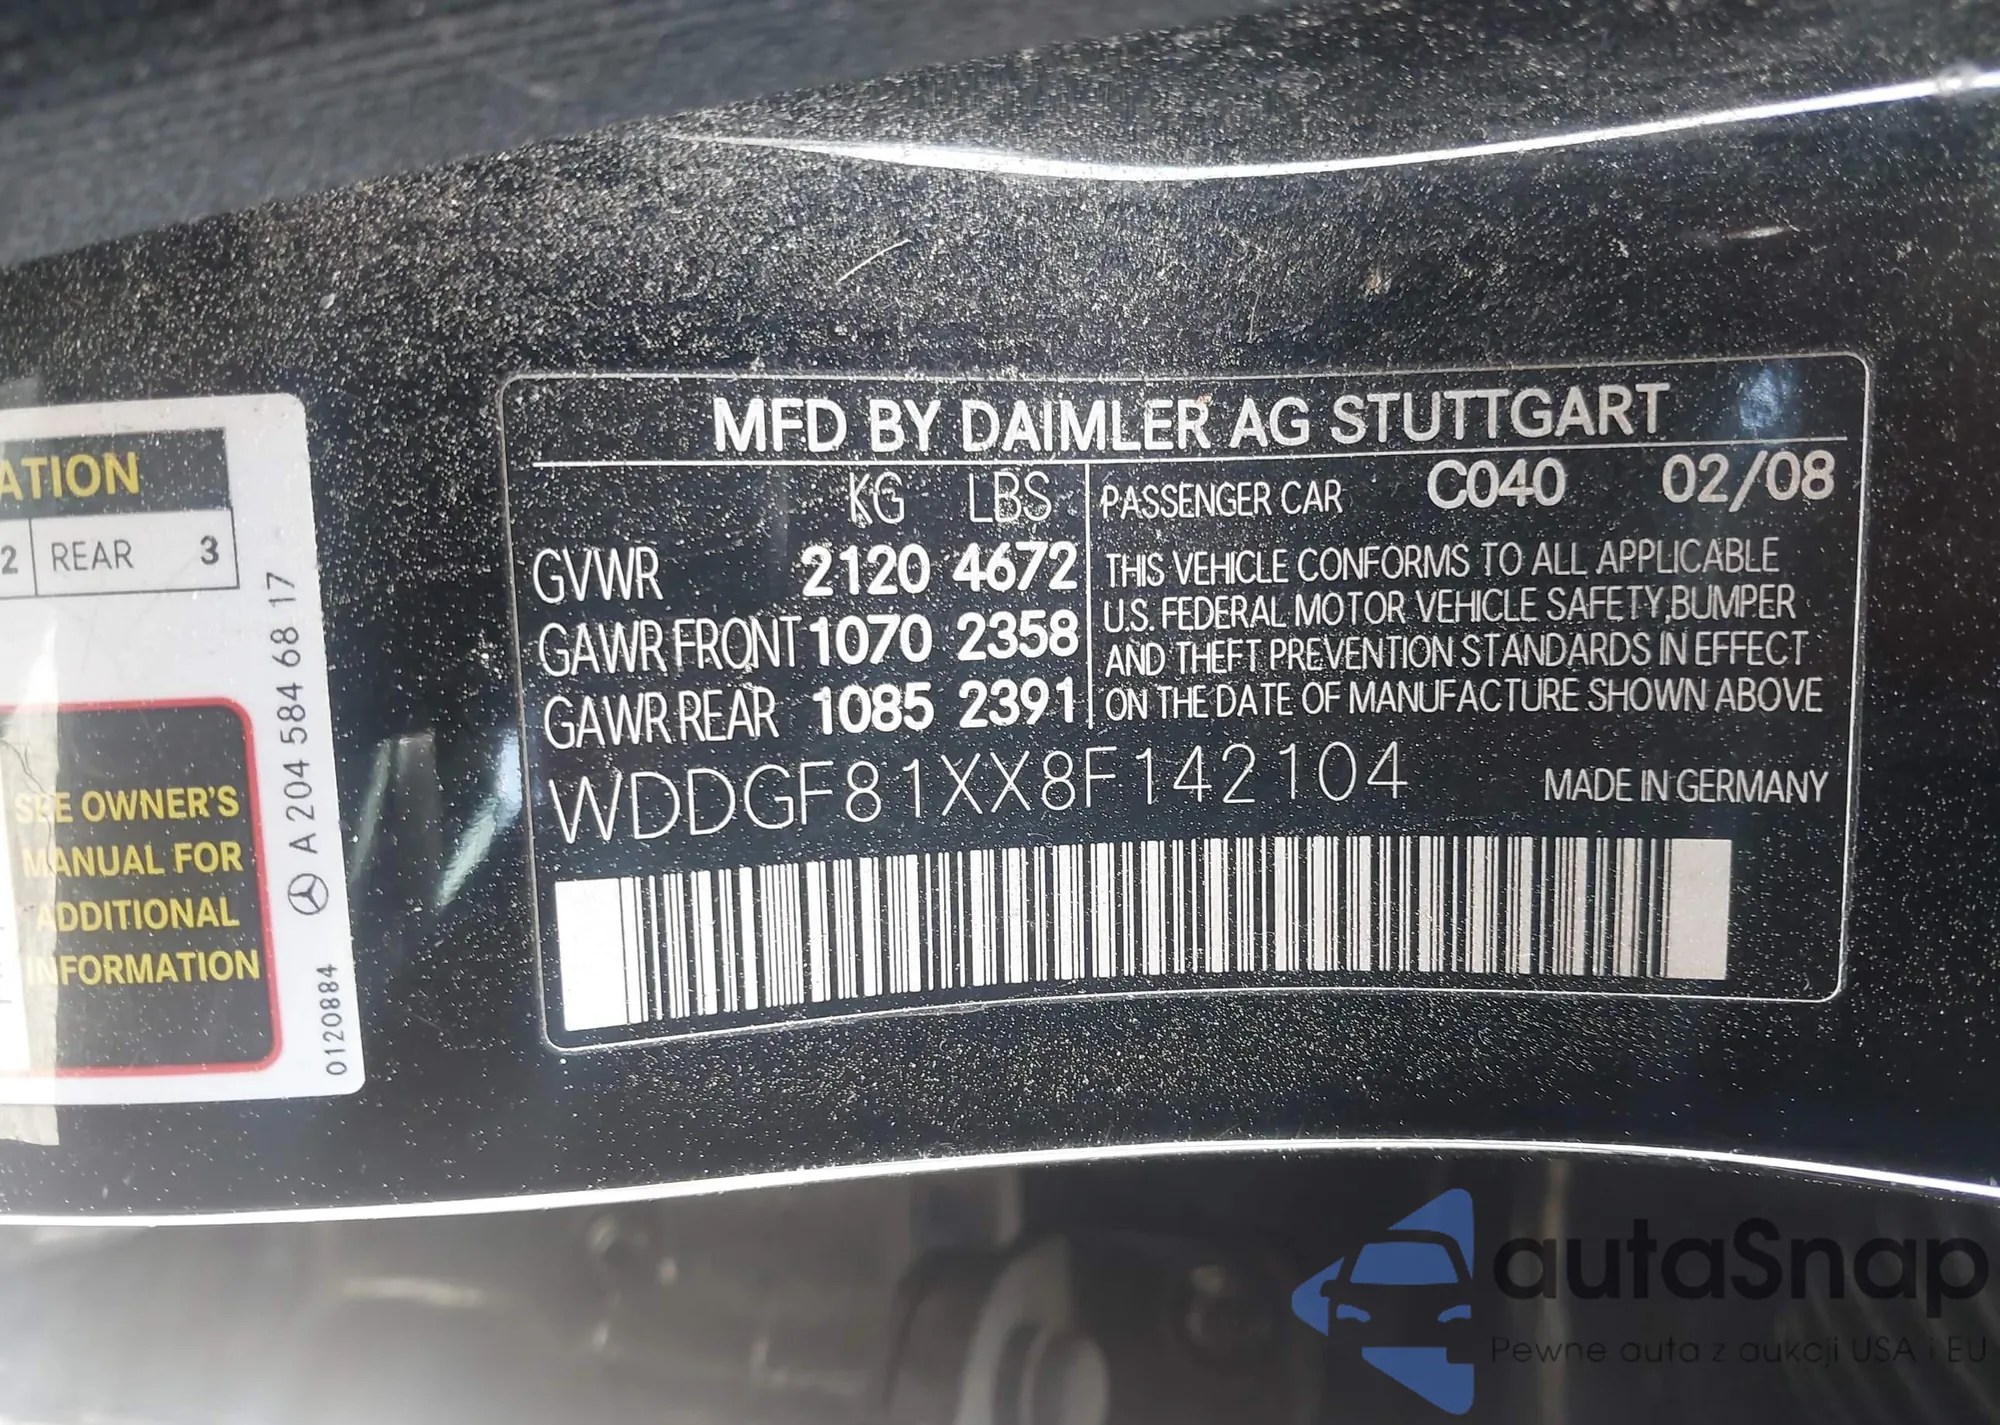 ATION
2 REAR 3
SEE OWNER'S
MANUAL FOR
ADDITIONAL
INFORMATION
A 204 584 68 17
0120884
MFD BY DAIMLER AG STUTTGART
KG LBS PASSENGER CAR C040 02/08
GVWR 2120 4672
GAWR FRONT 1070 2358
GAWR REAR 1085 2391
THIS VEHICLE CONFORMS TO ALL APPLICABLE
U.S. FEDERAL MOTOR VEHICLE SAFETY,BUMPER
AND THEFT PREVENTION STANDARDS IN EFFECT
ON THE DATE OF MANUFACTURE SHOWN ABOVE
WDDGF81XX8F142104 MADE IN GERMANY
autaSnap
Pewne auta z aukcji USA i EU